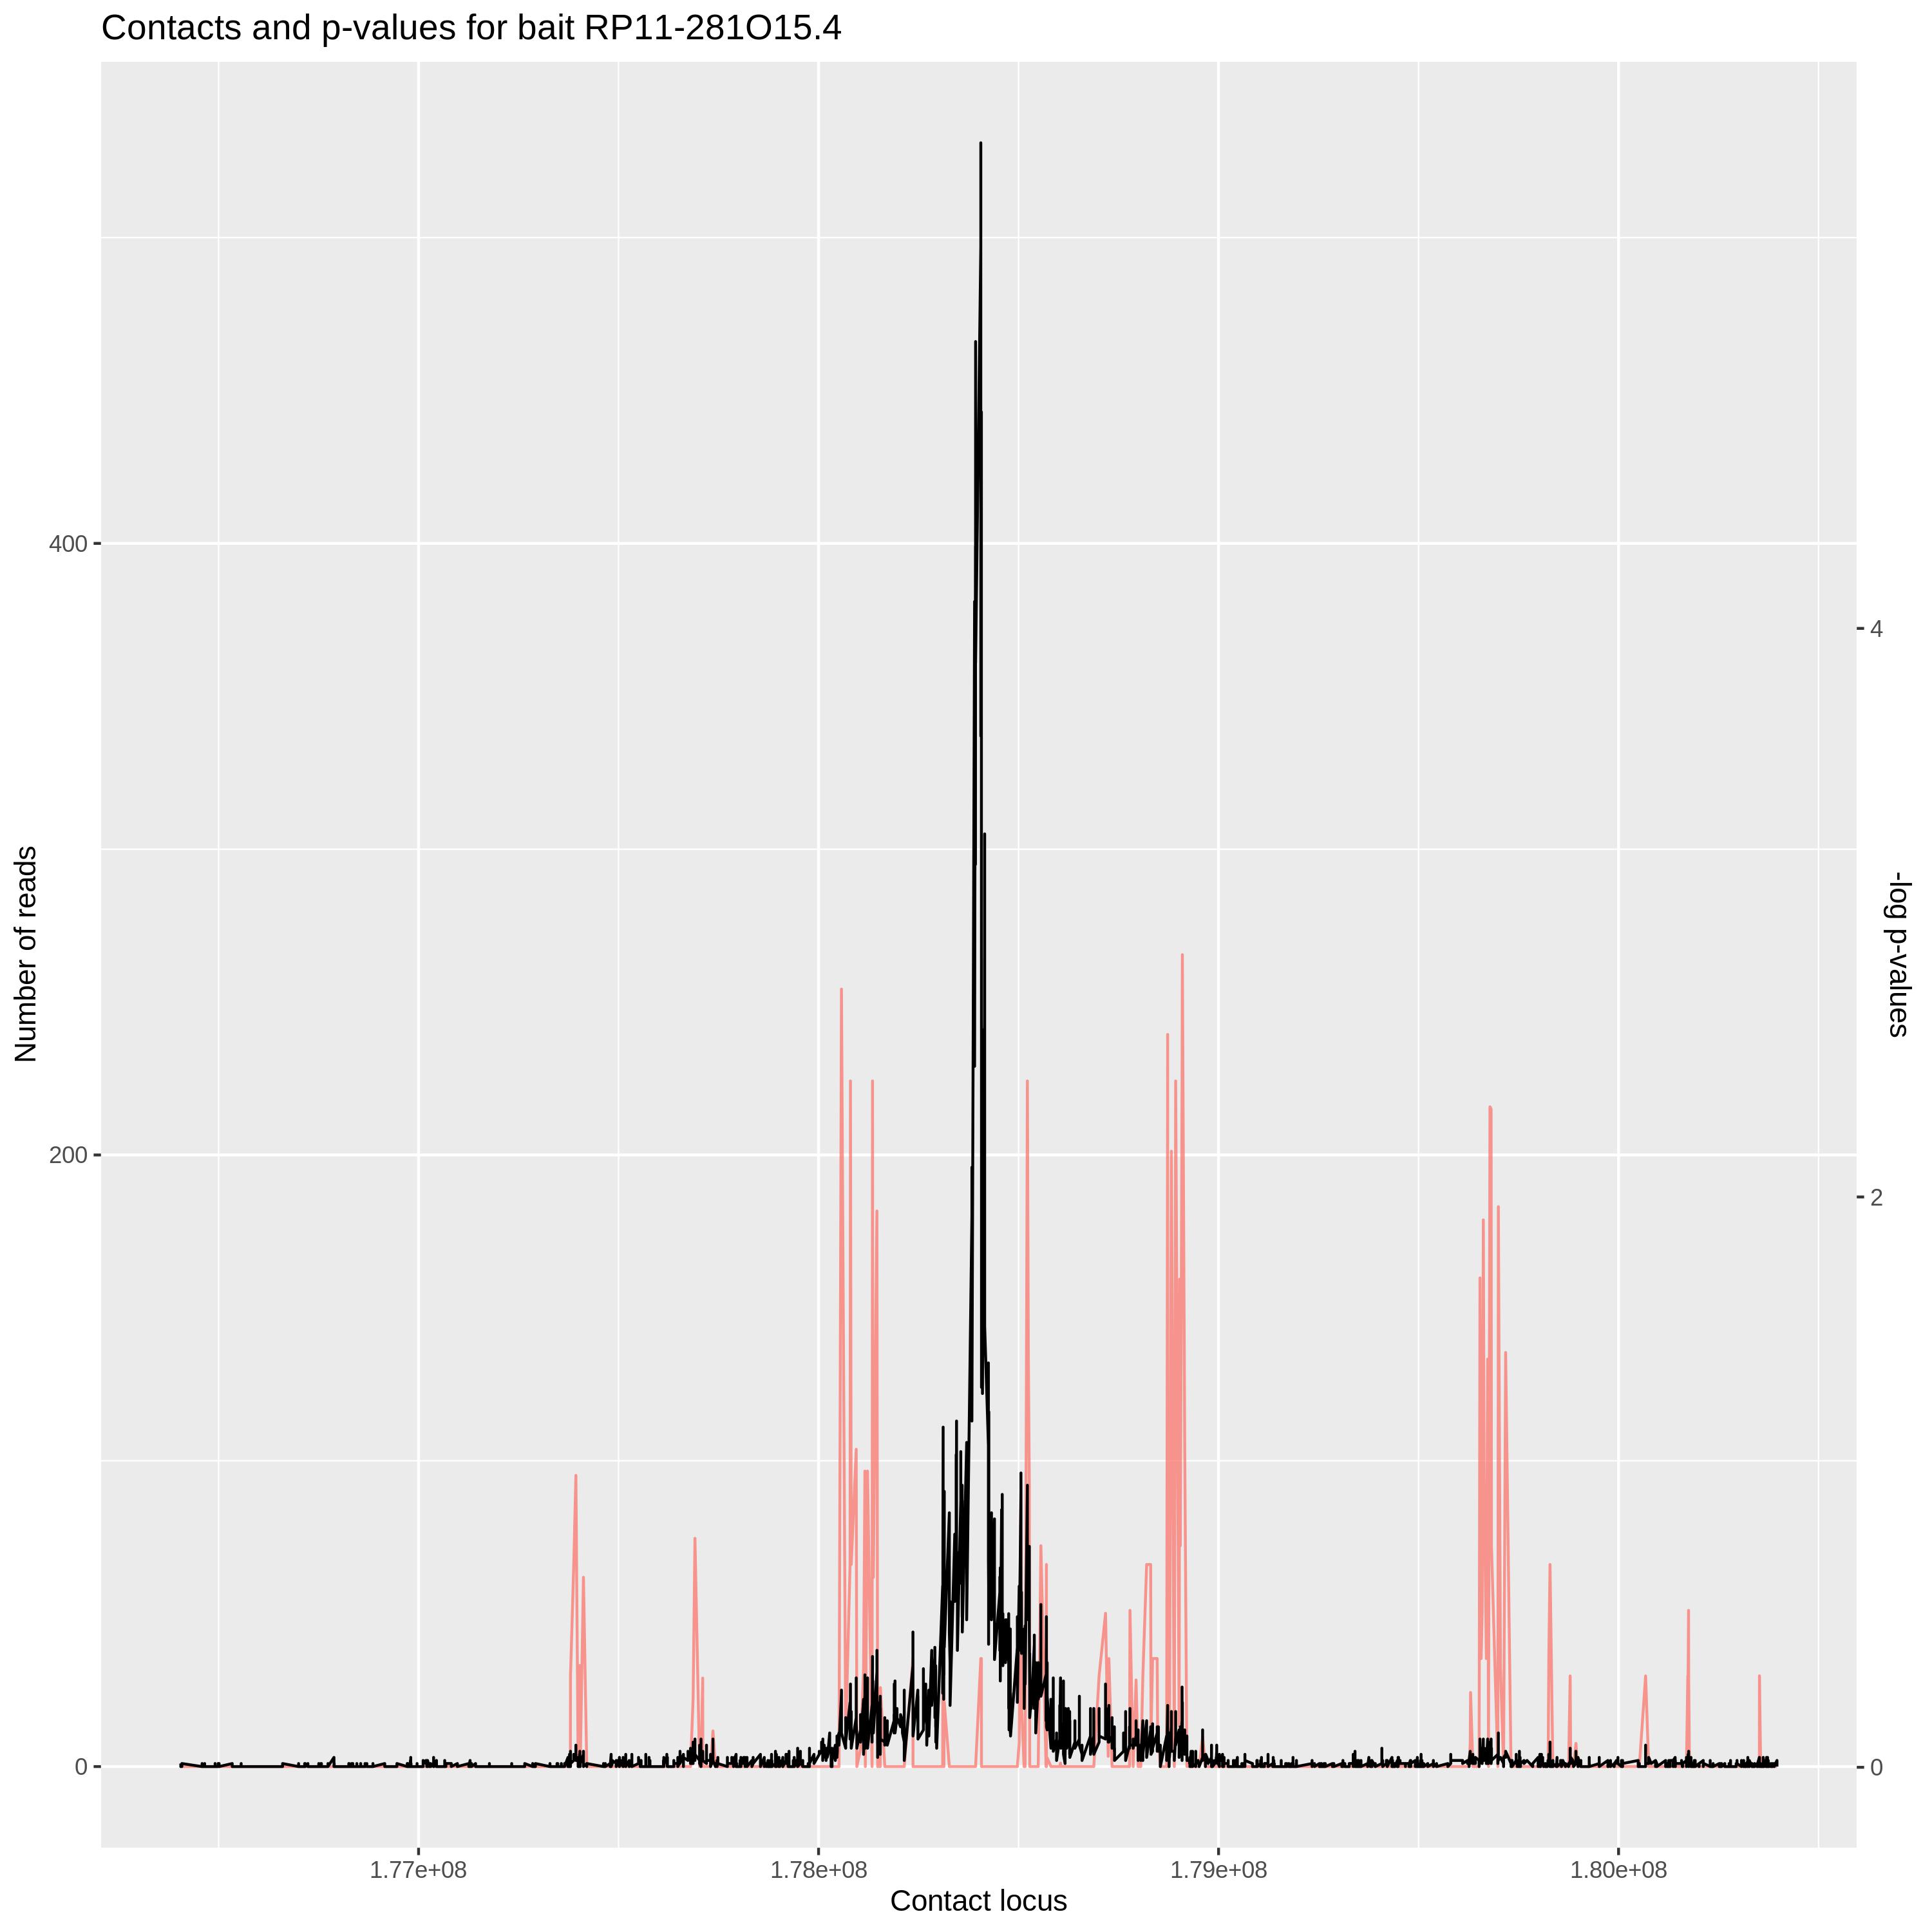 Contacts and p-values for bait RP11-281O15.4
Number of reads
400
200
0
4
2
0
-log p-values
1.77e+08 1.78e+08 1.79e+08 1.80e+08
Contact locus